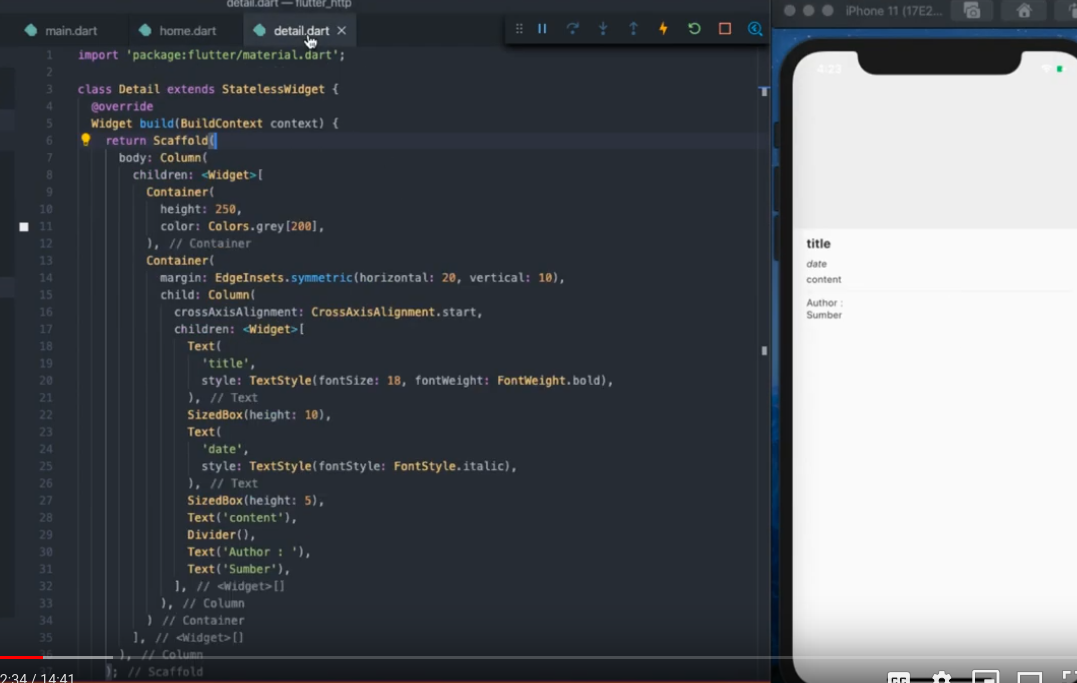 detail.dart — flutter_http
main.dart home.dart detail.dart
iPhone 11 (17E2...
1 import 'package:flutter/material.dart';
2
3 class Detail extends StatelessWidget {
4 @override
5 Widget build(BuildContext context) {
6 return Scaffold(
7 body: Column(
8 children: <Widget>[
9 Container(
10 height: 250,
11 color: Colors.grey[200],
12 ), // Container
13 Container(
14 margin: EdgeInsets.symmetric(horizontal: 20, vertical: 10),
15 child: Column(
16 crossAxisAlignment: CrossAxisAlignment.start,
17 children: <Widget>[
18 Text(
19 'title',
20 style: TextStyle(fontSize: 18, fontWeight: FontWeight.bold),
21 ), // Text
22 SizedBox(height: 10),
23 Text(
24 'date',
25 style: TextStyle(fontStyle: FontStyle.italic),
26 ), // Text
27 SizedBox(height: 5),
28 Text('content'),
29 Divider(),
30 Text('Author : '),
31 Text('Sumber'),
32 ], // <Widget>[]
33 ), // Column
34 ) // Container
35 ], // <Widget>[]
36 ), // Column
37 ); // Scaffold
4:23
title
date
content
Author :
Sumber
2:34 / 14:41